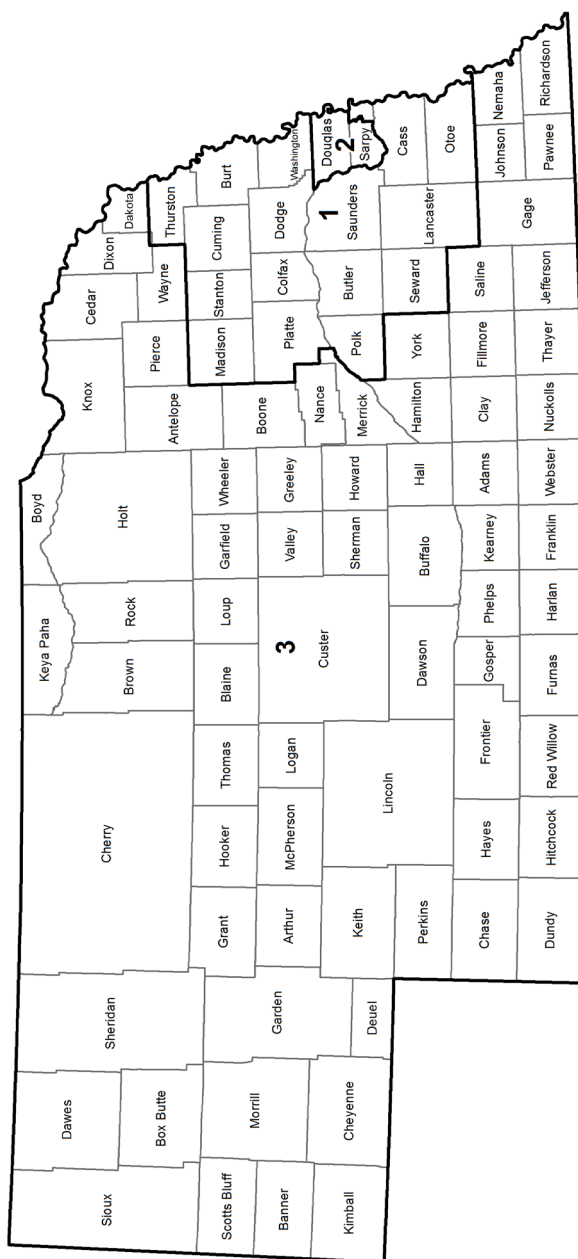 Sioux
Dawes
Box Butte
Sheridan
Scotts Bluff
Banner
Kimball
Morrill
Cheyenne
Garden
Deuel
Cherry
Keya Paha
Boyd
Brown
Rock
Holt
Knox
Cedar
Dixon
Dakota
Antelope
Pierce
Wayne
Thurston
Grant
Hooker
Thomas
Blaine
Loup
Garfield
Wheeler
Boone
Madison
Stanton
Cuming
Burt
Arthur
McPherson
Logan
3
Custer
Valley
Greeley
Nance
Platte
Colfax
Dodge
Washington
Keith
Lincoln
Sherman
Howard
Merrick
Polk
Butler
1
Saunders
Douglas
2
Sarpy
Perkins
Dawson
Buffalo
Hall
Hamilton
York
Seward
Lancaster
Cass
Otoe
Chase
Hayes
Frontier
Gosper
Phelps
Kearney
Adams
Clay
Fillmore
Saline
Gage
Johnson
Nemaha
Dundy
Hitchcock
Red Willow
Furnas
Harlan
Franklin
Webster
Nuckolls
Thayer
Jefferson
Pawnee
Richardson